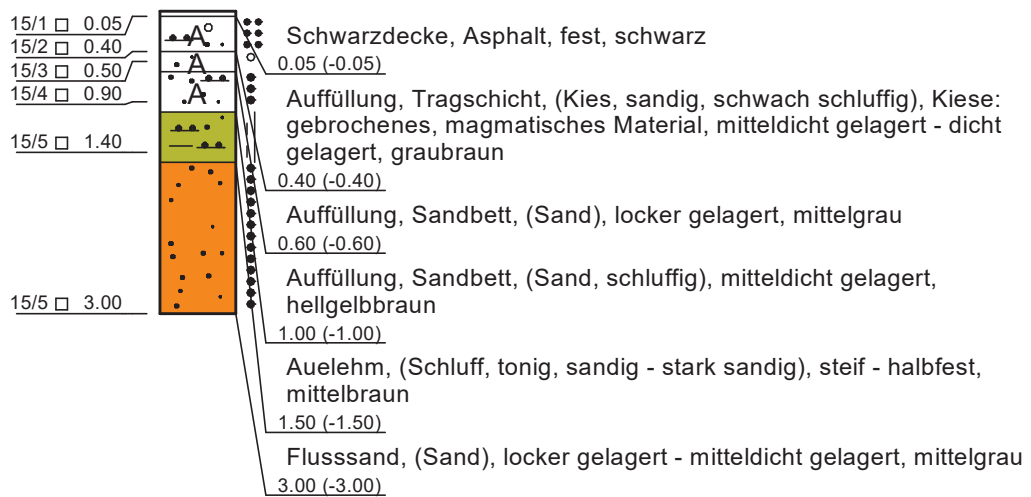 15/1 □ 0.05
15/2 □ 0.40
15/3 □ 0.50
15/4 □ 0.90
15/5 □ 1.40
15/5 □ 3.00
A
A
A
Schwarzdecke, Asphalt, fest, schwarz
0.05 (-0.05)
Auffüllung, Tragschicht, (Kies, sandig, schwach schluffig), Kiese:
gebrochenes, magmatisches Material, mitteldicht gelagert - dicht
gelagert, graubraun
0.40 (-0.40)
Auffüllung, Sandbett, (Sand), locker gelagert, mittelgrau
0.60 (-0.60)
Auffüllung, Sandbett, (Sand, schluffig), mitteldicht gelagert,
hellgelbbraun
1.00 (-1.00)
Auelehm, (Schluff, tonig, sandig - stark sandig), steif - halbfest,
mittelbraun
1.50 (-1.50)
Flusssand, (Sand), locker gelagert - mitteldicht gelagert, mittelgrau
3.00 (-3.00)